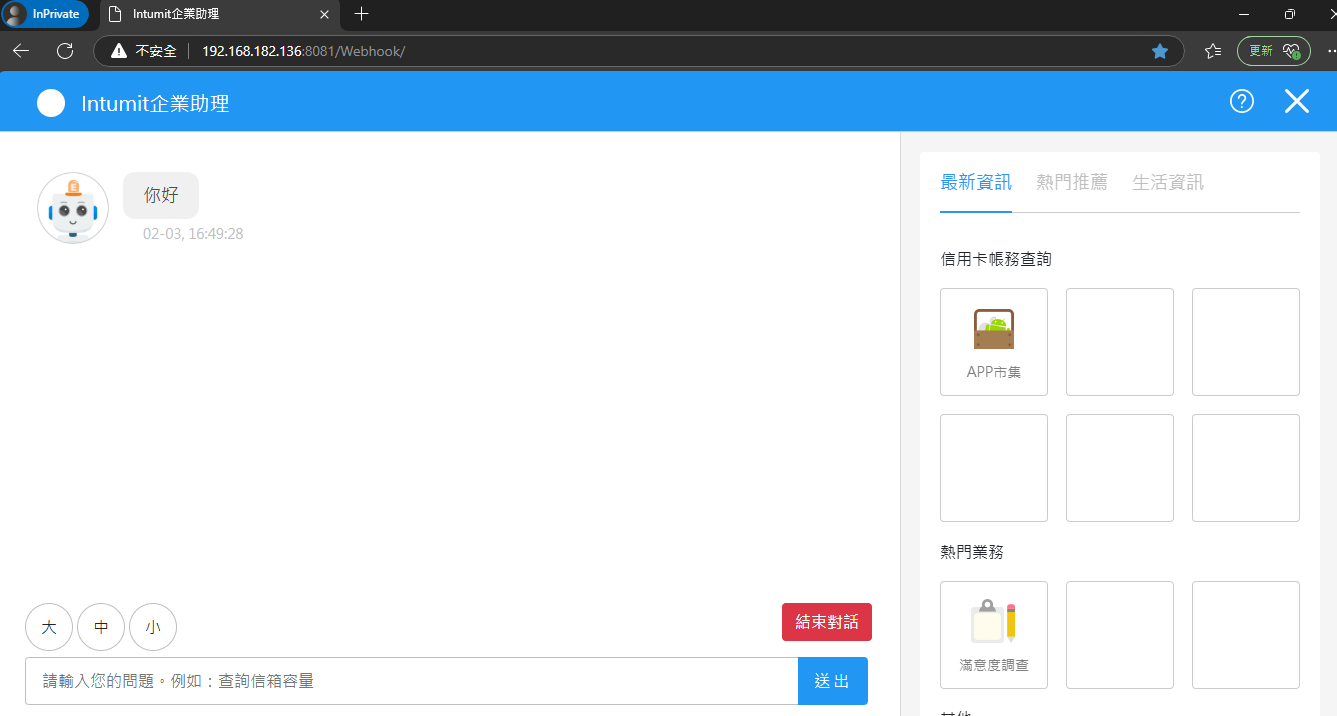 InPrivate
Intumit企業助理
不安全
192.168.182.136:8081/Webhook/
更新
Intumit企業助理
你好
02-03, 16:49:28
大
中
小
結束對話
請輸入您的問題。例如：查詢信箱容量
送出
最新資訊
熱門推薦
生活資訊
信用卡帳務查詢
APP市集
熱門業務
滿意度調查
其他